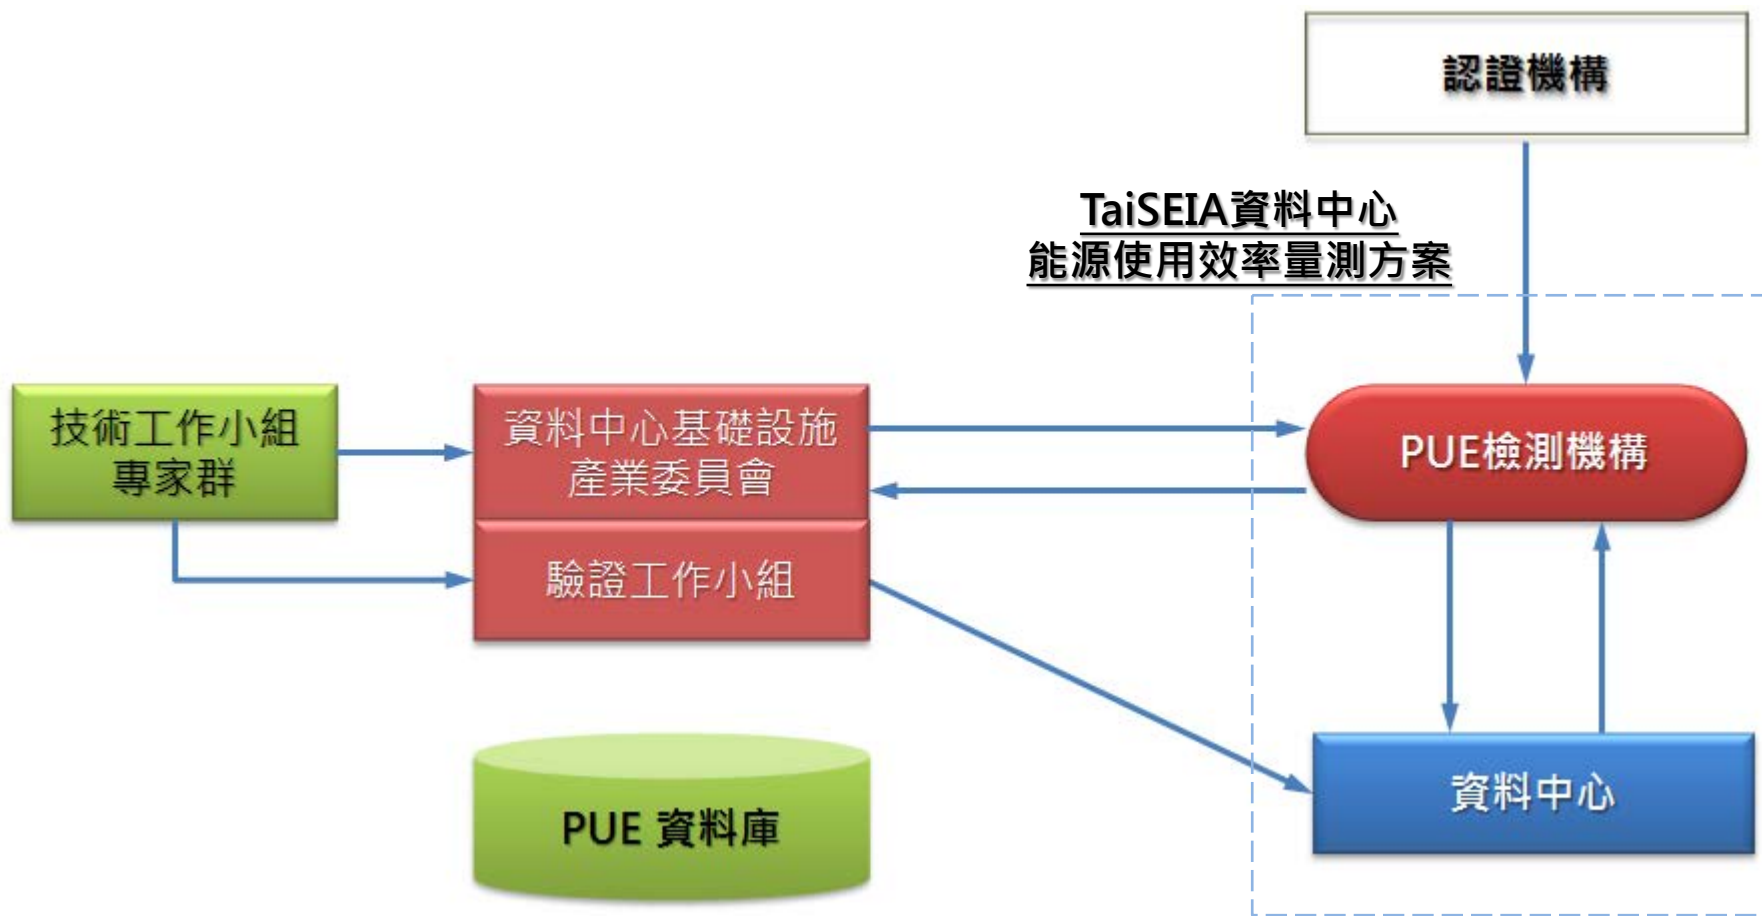 認證機構
TaiSEIA資料中心
能源使用效率量測方案
技術工作小組
專家群
資料中心基礎設施
產業委員會
PUE檢測機構
驗證工作小組
PUE 資料庫
資料中心